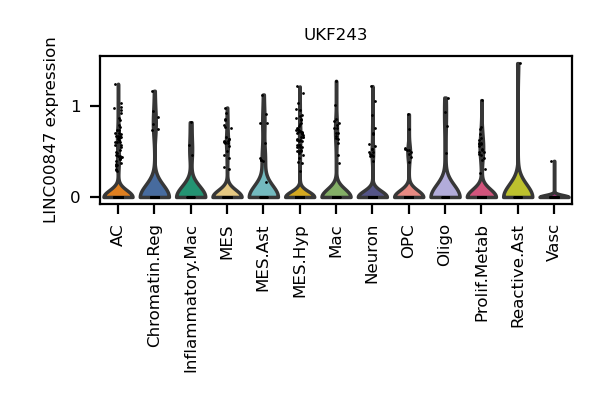 UKF243
LINC00847 expression
1
0
AC
Chromatin.Reg
Inflammatory.Mac
MES
MES.Ast
MES.Hyp
Mac
Neuron
OPC
Oligo
Prolif.Metab
Reactive.Ast
Vasc